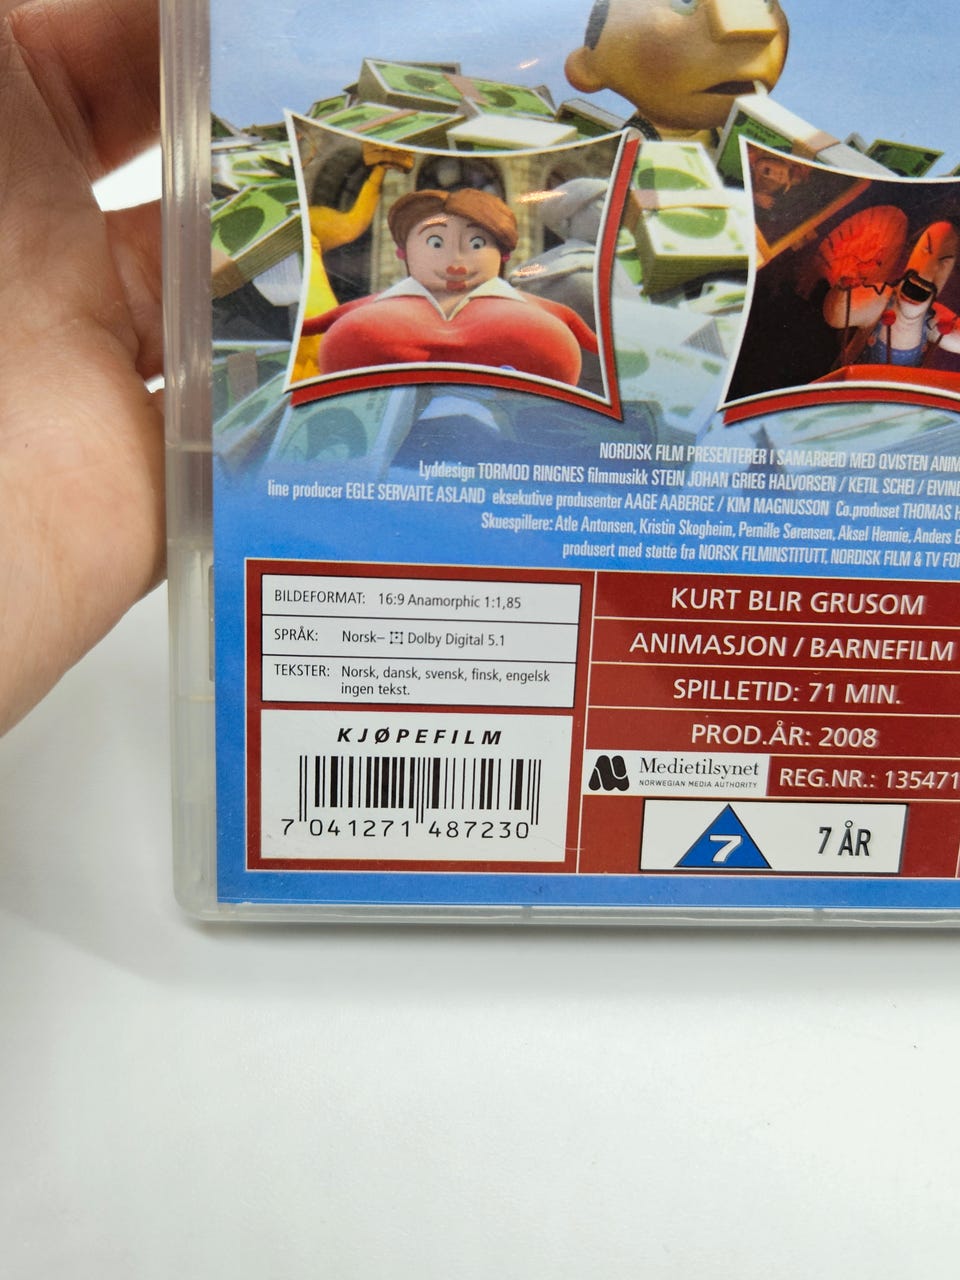 NORDISK FILM PRESENTERER I SAMARBEID MED QVISTEN ANIM
Lyddesign TORMOD RINGNES filmmusikk STEIN JOHAN GRIEG HALVORSEN / KETIL SCHEI / EIVIND
line producer EGLE SERVAITE ASLAND eksekutive produsenter AAGE AABERGE / KIM MAGNUSSON Co.produset THOMAS H
Skuespillere: Atle Antonsen, Kristin Skogheim, Pernille Sørensen, Aksel Hennie, Anders B
produsert med støtte fra NORSK FILMINSTITUTT, NORDISK FILM & TV FO
BILDEFORMAT: 16:9 Anamorphic 1:1,85
SPRÅK: Norsk– Dolby Digital 5.1
TEKSTER: Norsk, dansk, svensk, finsk, engelsk
ingen tekst.
KJØPEFILM
7 041271 487230
KURT BLIR GRUSOM
ANIMASJON / BARNEFILM
SPILLETID: 71 MIN.
PROD.ÅR: 2008
Medietilsynet
NORWEGIAN MEDIA AUTHORITY
REG.NR.: 135471
7 7 ÅR